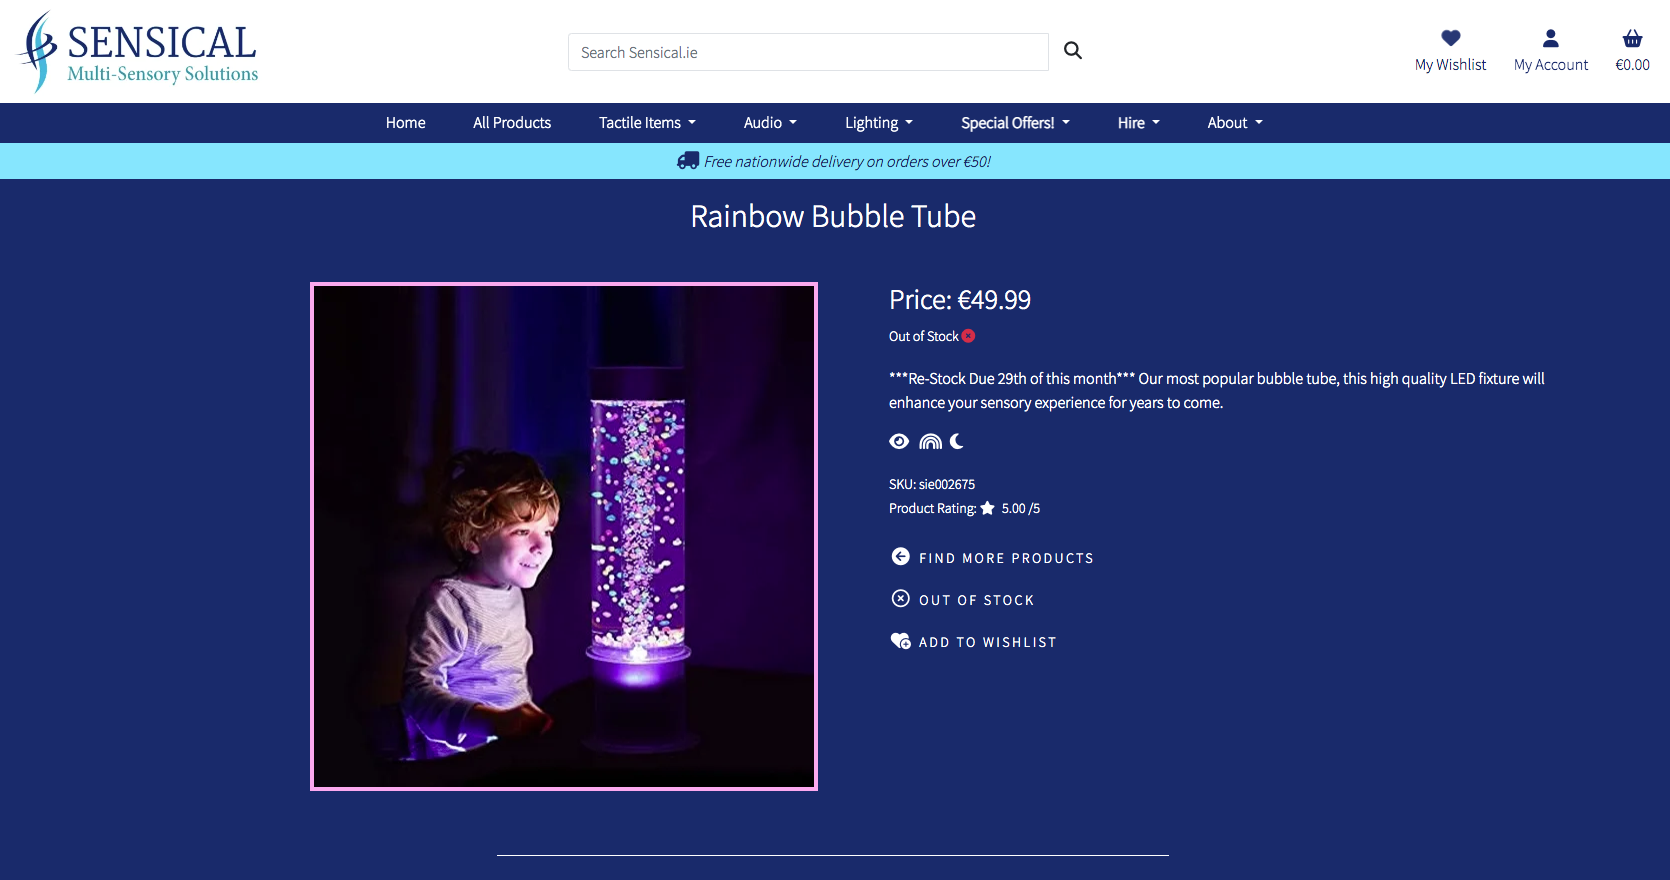 SENSICAL
Multi-Sensory Solutions
Search Sensical.ie
My Wishlist
My Account
€0.00
Home
All Products
Tactile Items
Audio
Lighting
Special Offers!
Hire
About
Free nationwide delivery on orders over €50!
Rainbow Bubble Tube
Price: €49.99
Out of Stock
***Re-Stock Due 29th of this month*** Our most popular bubble tube, this high quality LED fixture will
enhance your sensory experience for years to come.
SKU: sie002675
Product Rating: 5.00 /5
FIND MORE PRODUCTS
OUT OF STOCK
ADD TO WISHLIST